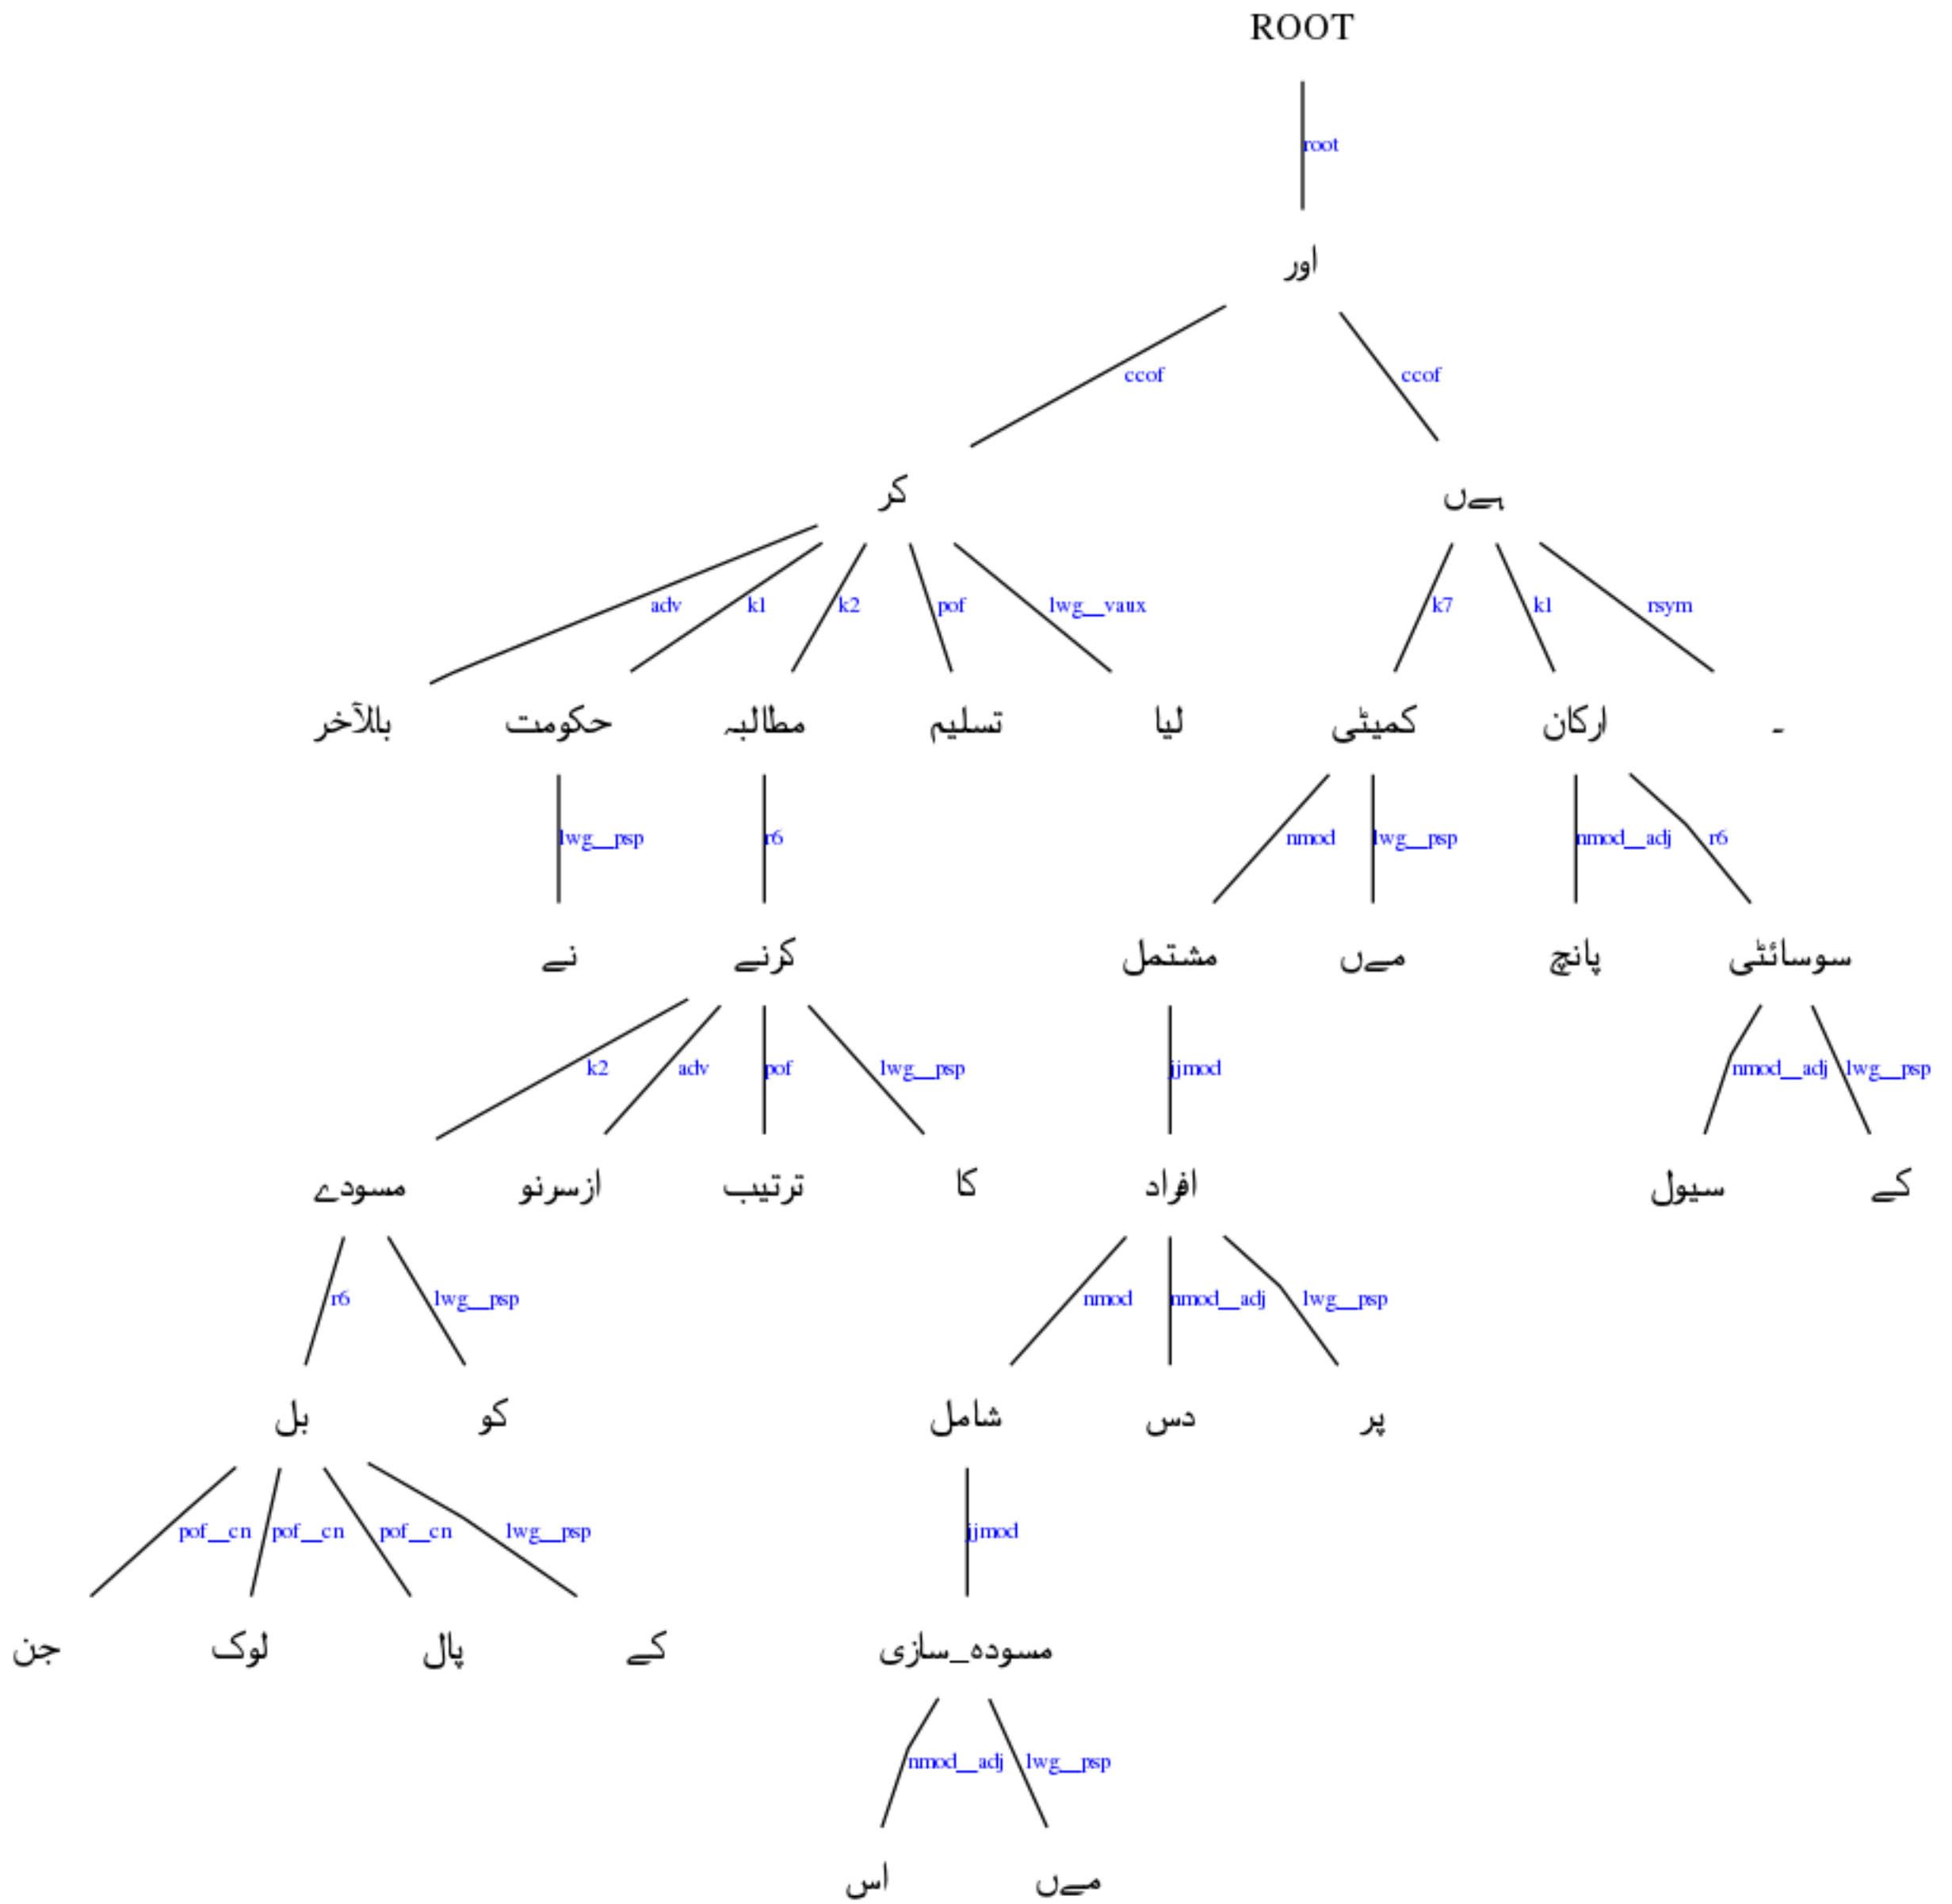 ROOT
root
اور
ccof ccof
کر ہےں
adv k1 k2 pof lwg__vaux k7 k1 rsym
بالآخر حکومت مطالبہ تسلیم لیا کمیٹی ارکان ۔
lwg__psp r6 nmod lwg__psp nmod__adj r6
نے کرنے مشتمل مےں پانچ سوسائٹی
k2 adv pof lwg__psp jjmod nmod__adj lwg__psp
مسودے ازسرنو ترتیب کا افراد سیول کے
r6 lwg__psp nmod nmod__adj lwg__psp
بل کو شامل دس پر
pof__cn pof__cn pof__cn lwg__psp jjmod
جن لوک پال کے مسودہ_سازی
nmod__adj lwg__psp
اس مےں